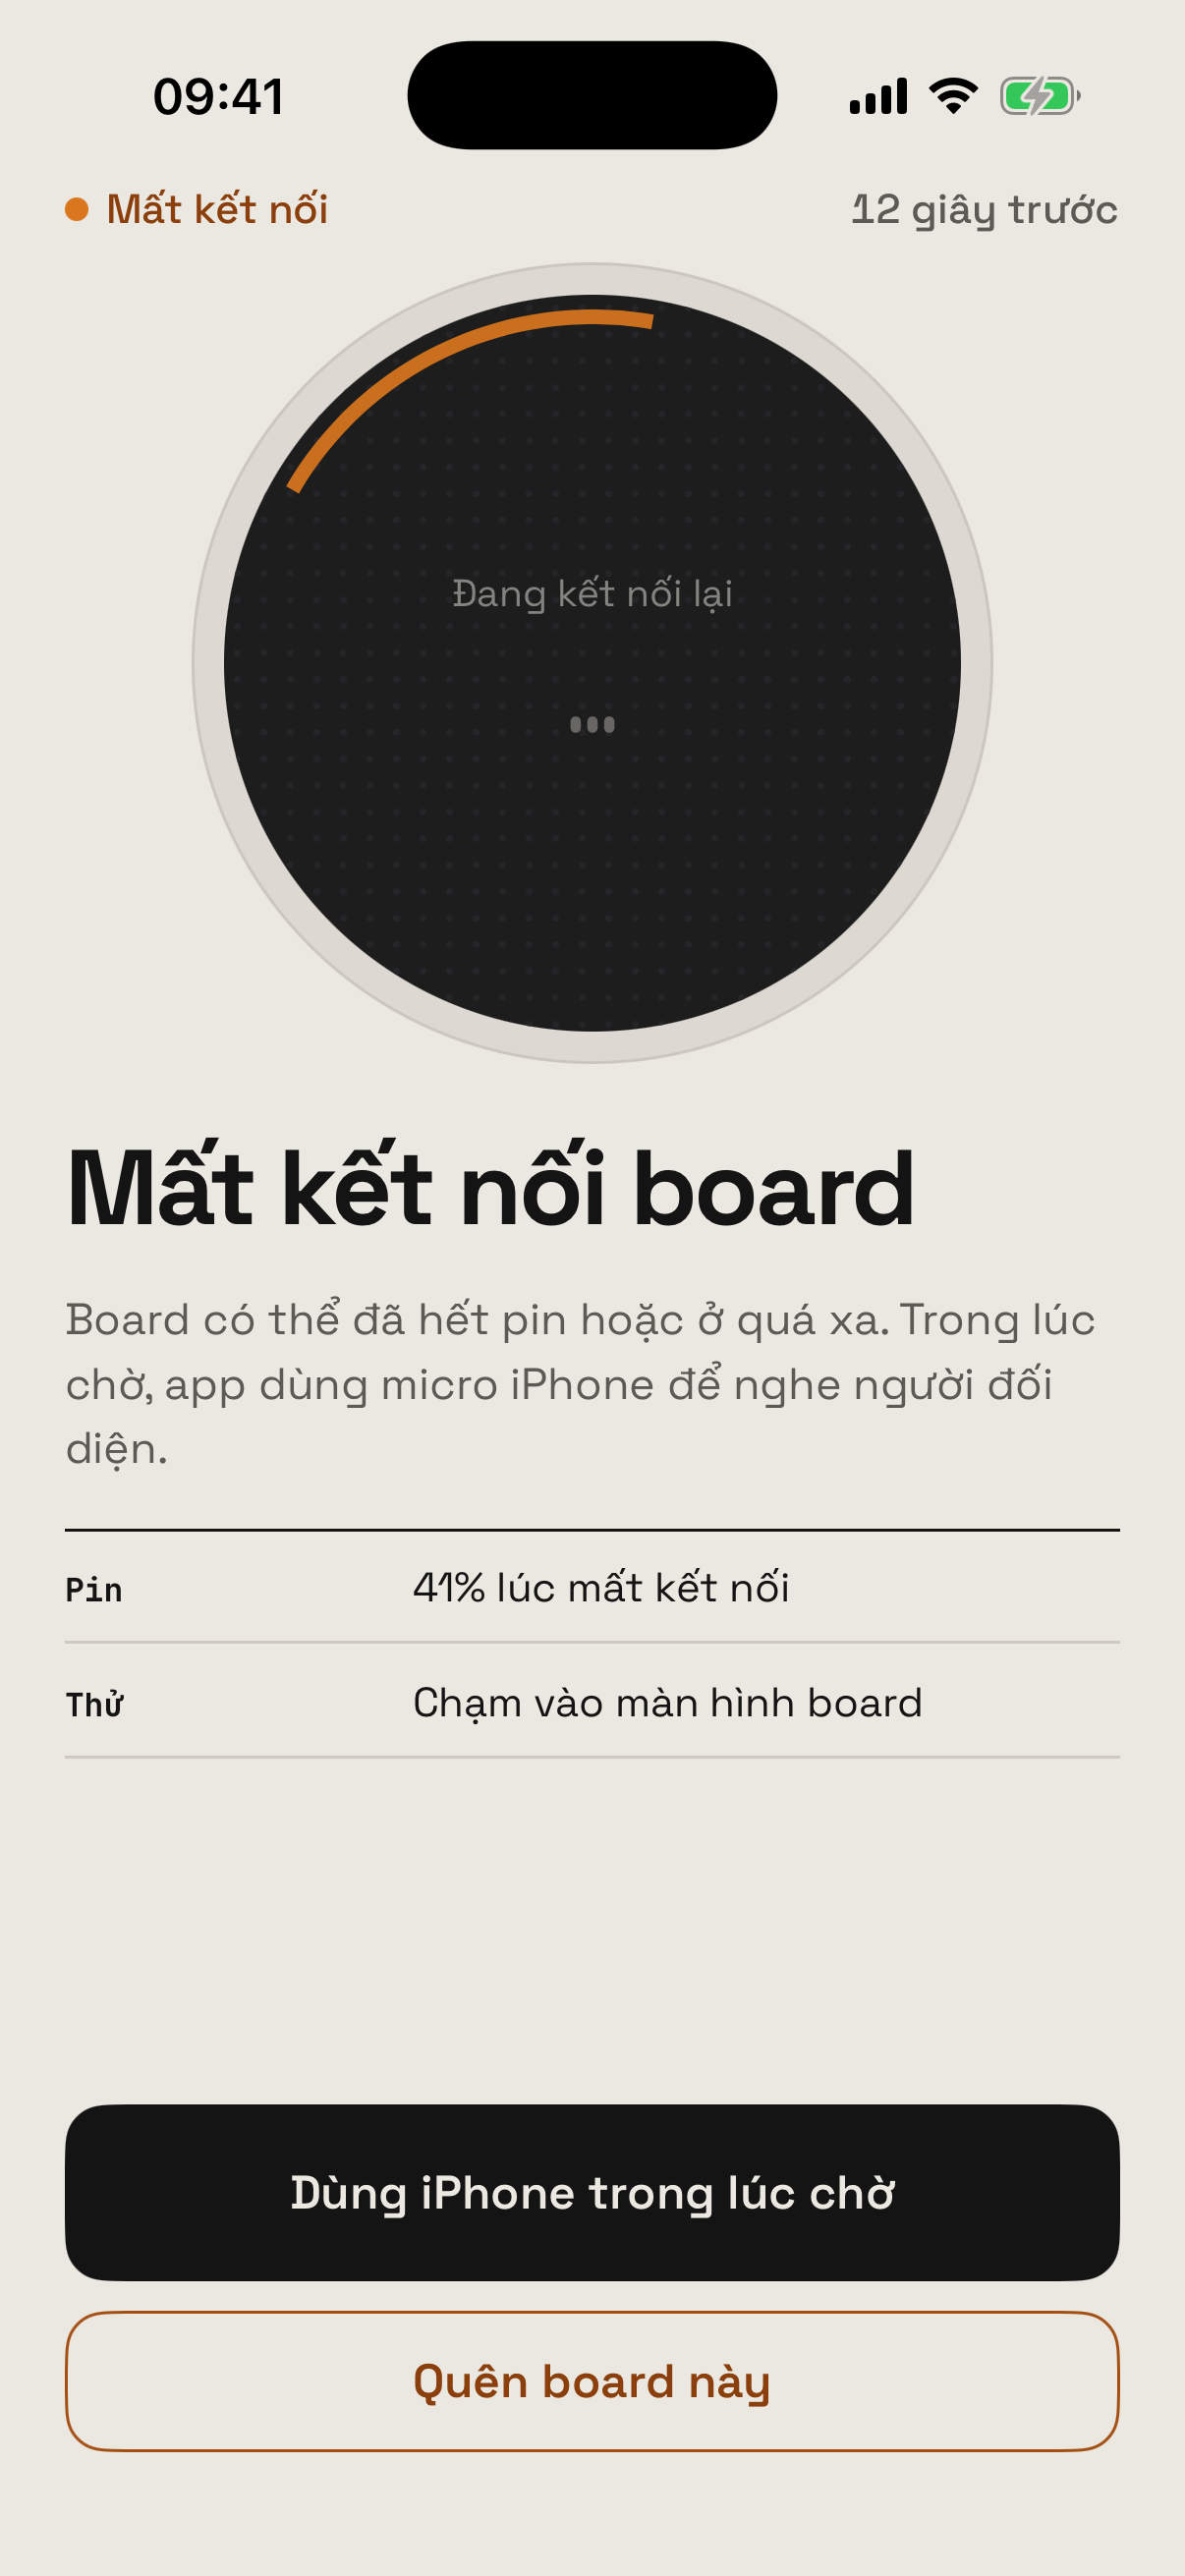 09:41
Mất kết nối
12 giây trước
Đang kết nối lại
Mất kết nối board
Board có thể đã hết pin hoặc ở quá xa. Trong lúc
chờ, app dùng micro iPhone để nghe người đối
diện.
Pin
41% lúc mất kết nối
Thử
Chạm vào màn hình board
Dùng iPhone trong lúc chờ
Quên board này